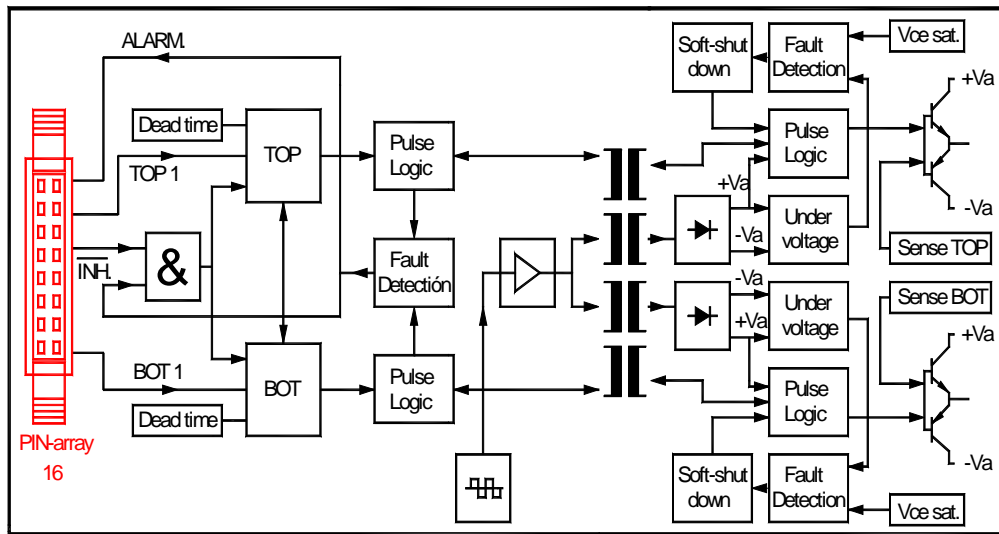 ALARM.
Dead time
TOP
TOP 1
INH.
&
BOT 1
BOT
Dead time
PIN-array
16
Pulse
Logic
Fault
Detectión
Pulse
Logic
Soft-shut
down
Fault
Detection
Vce sat.
Pulse
Logic
+Va
-Va
Under
voltage
+Va
-Va
Sense TOP
Sense BOT
-Va
+Va
Under
voltage
Pulse
Logic
+Va
-Va
Soft-shut
down
Fault
Detection
Vce sat.